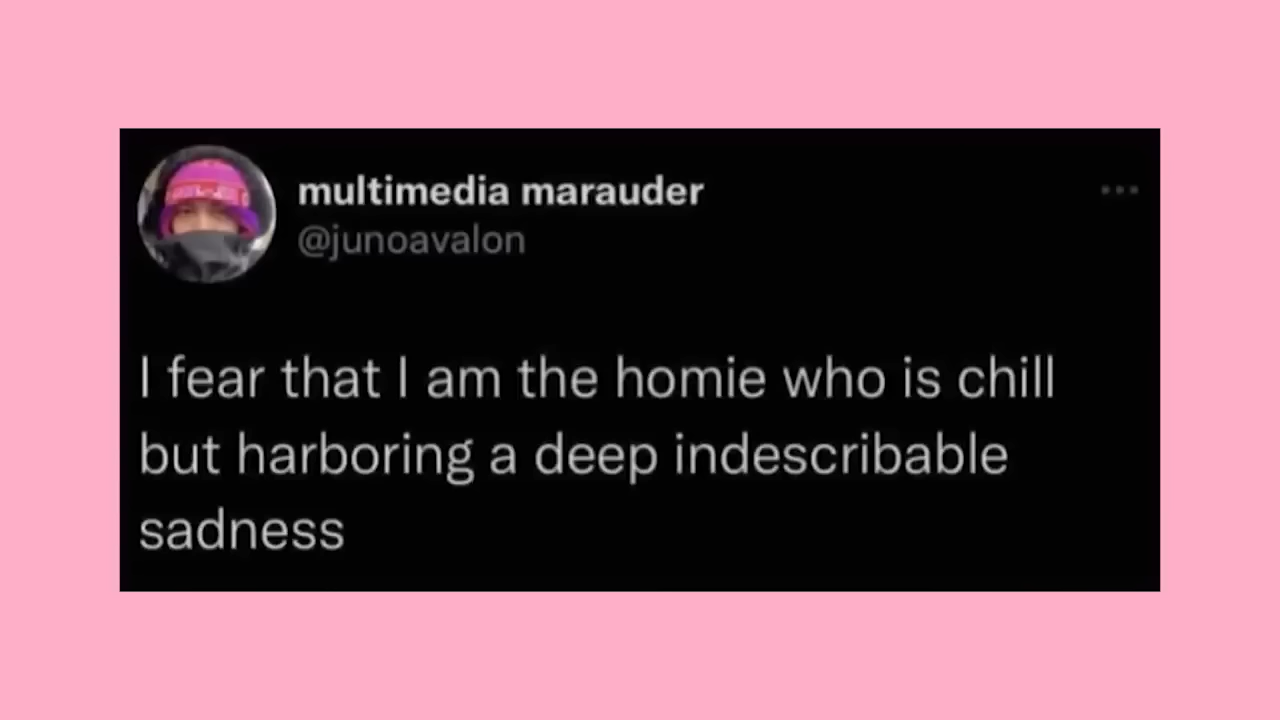 multimedia marauder
@junoavalon
I fear that I am the homie who is chill
but harboring a deep indescribable
sadness